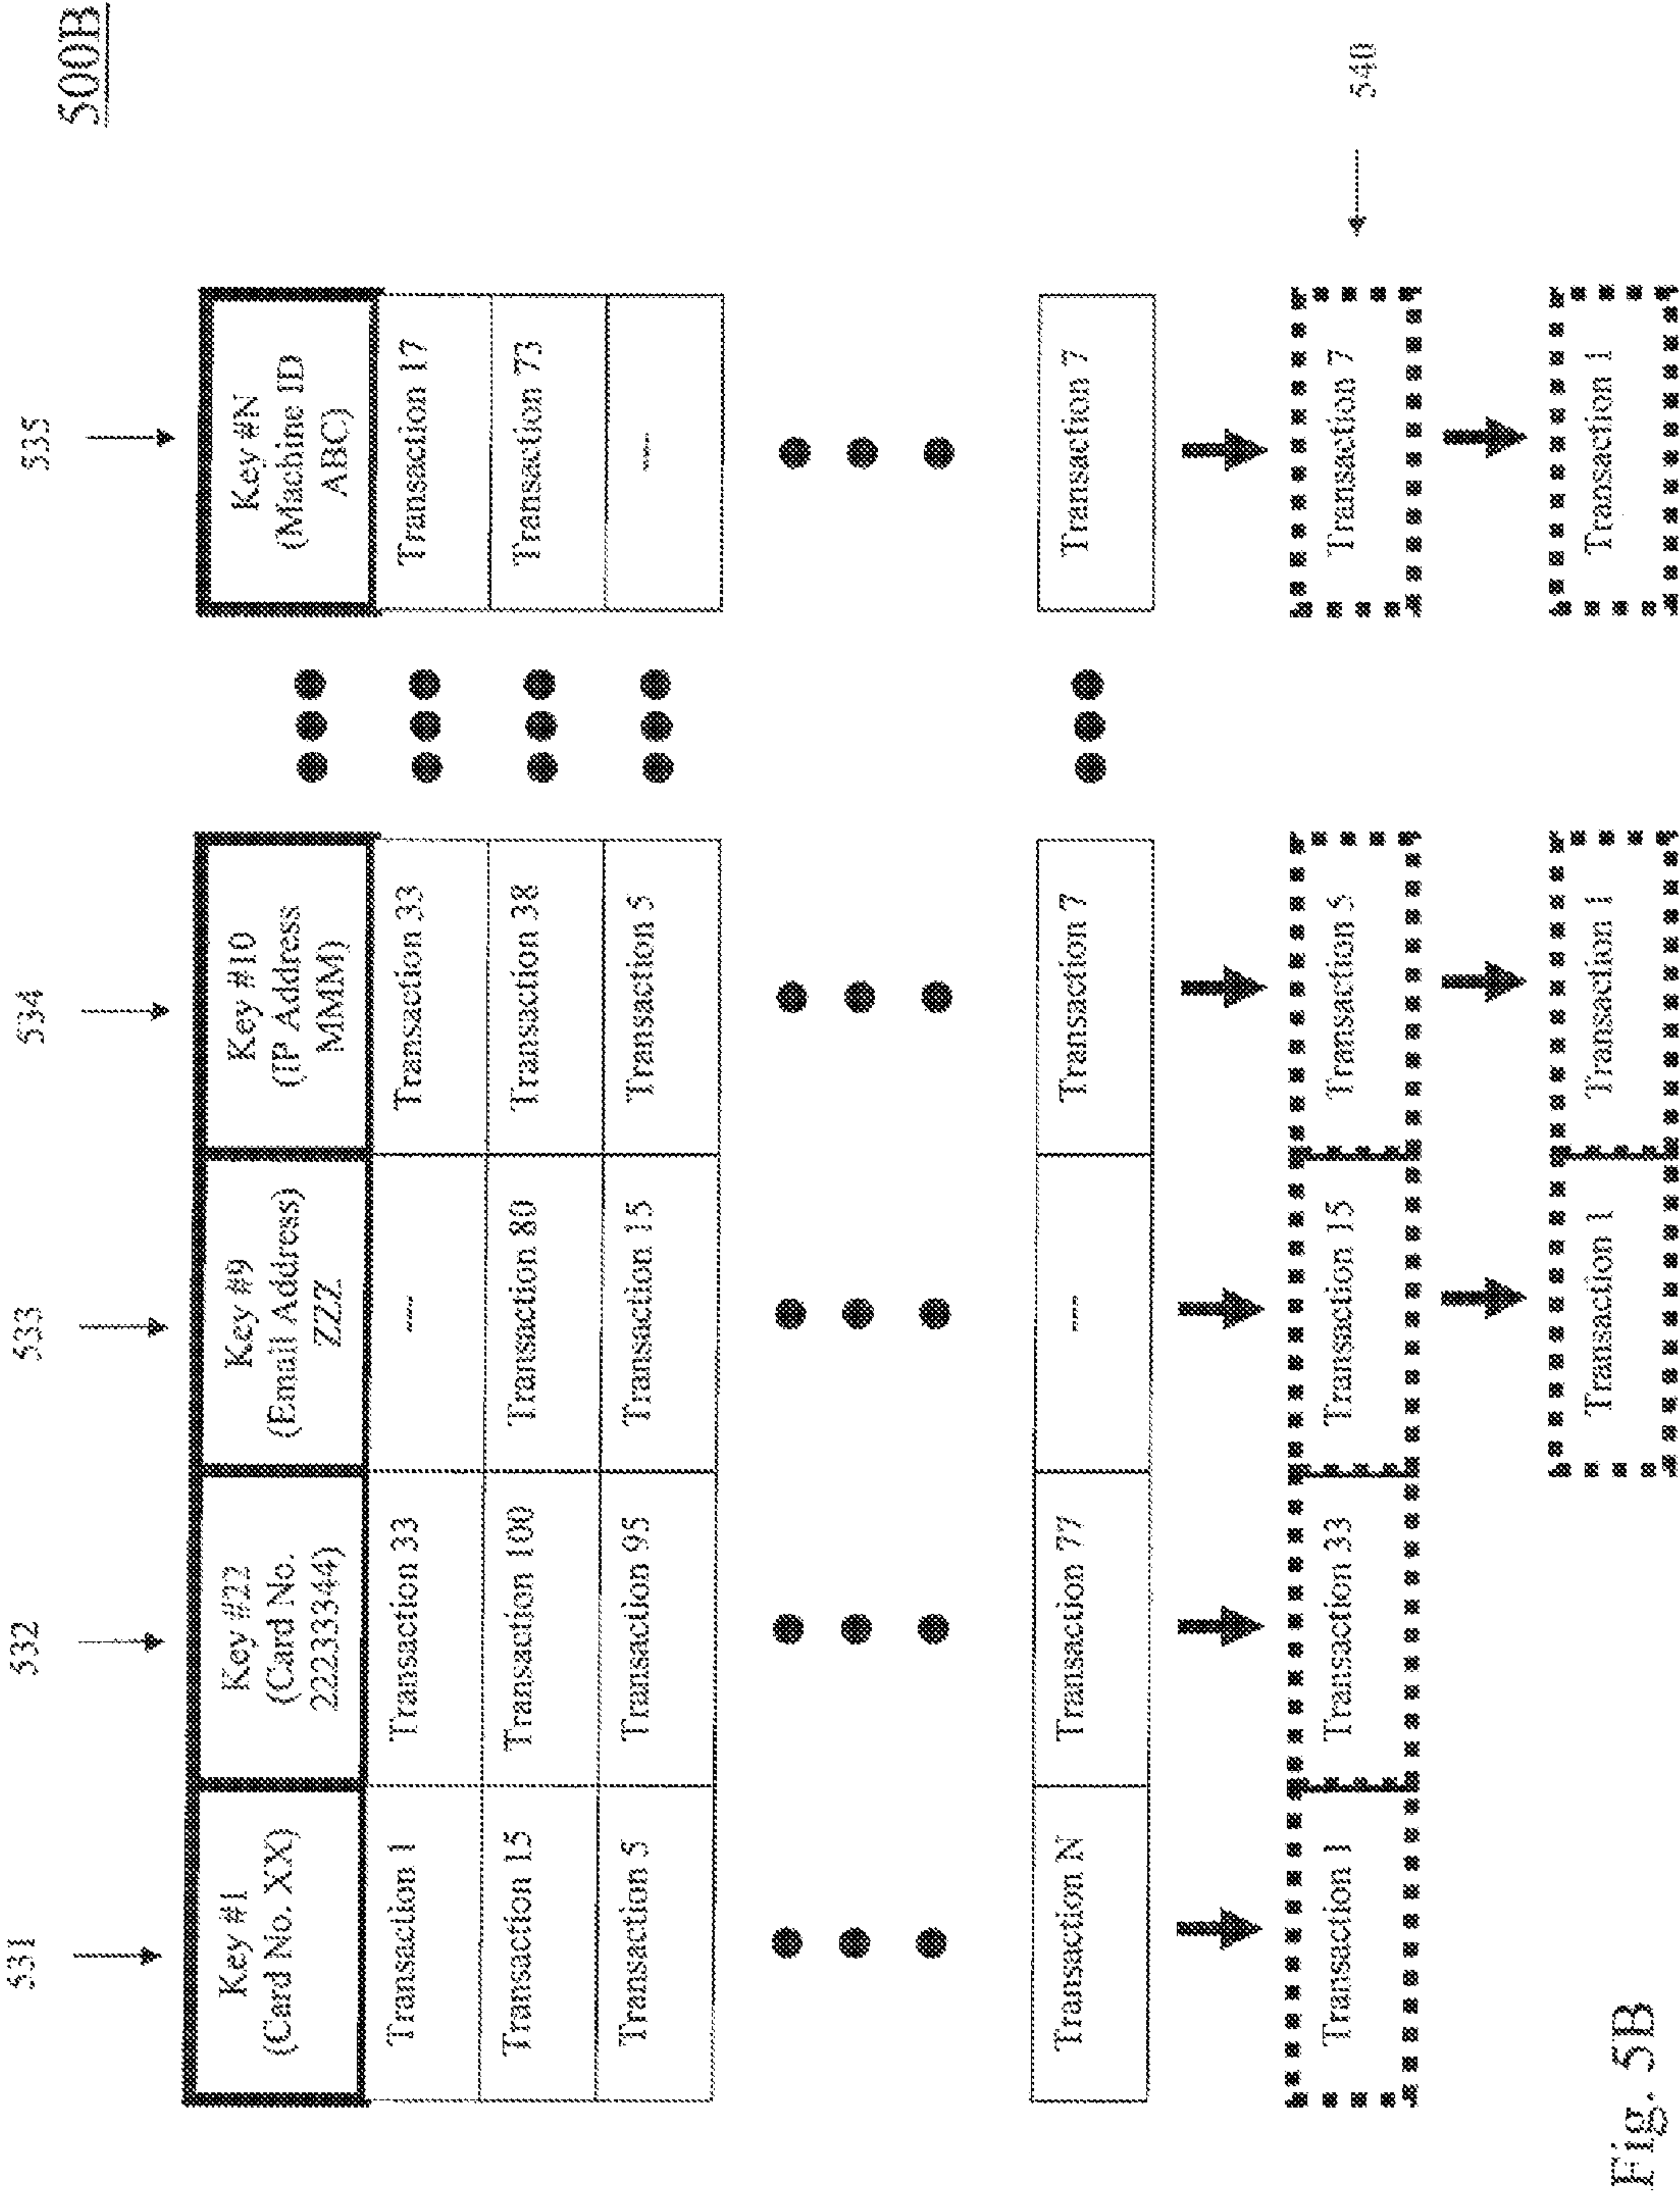 500B
531
532
533
534
535
Key #1
(Card No. XX)
Key #22
(Card No.
22233344)
Key #9
(Email Address)
ZZZ
Key #10
(IP Address
MMM)
Key #N
(Machine ID
ABC)
Transaction 1
Transaction 33
---
Transaction 33
Transaction 17
Transaction 15
Transaction 100
Transaction 80
Transaction 38
Transaction 73
Transaction 5
Transaction 95
Transaction 15
Transaction 5
---
Transaction N
Transaction 77
---
Transaction 7
Transaction 7
Transaction 1
Transaction 33
Transaction 15
Transaction 5
Transaction 7
540
Transaction 1
Transaction 1
Transaction 1
Fig. 5B